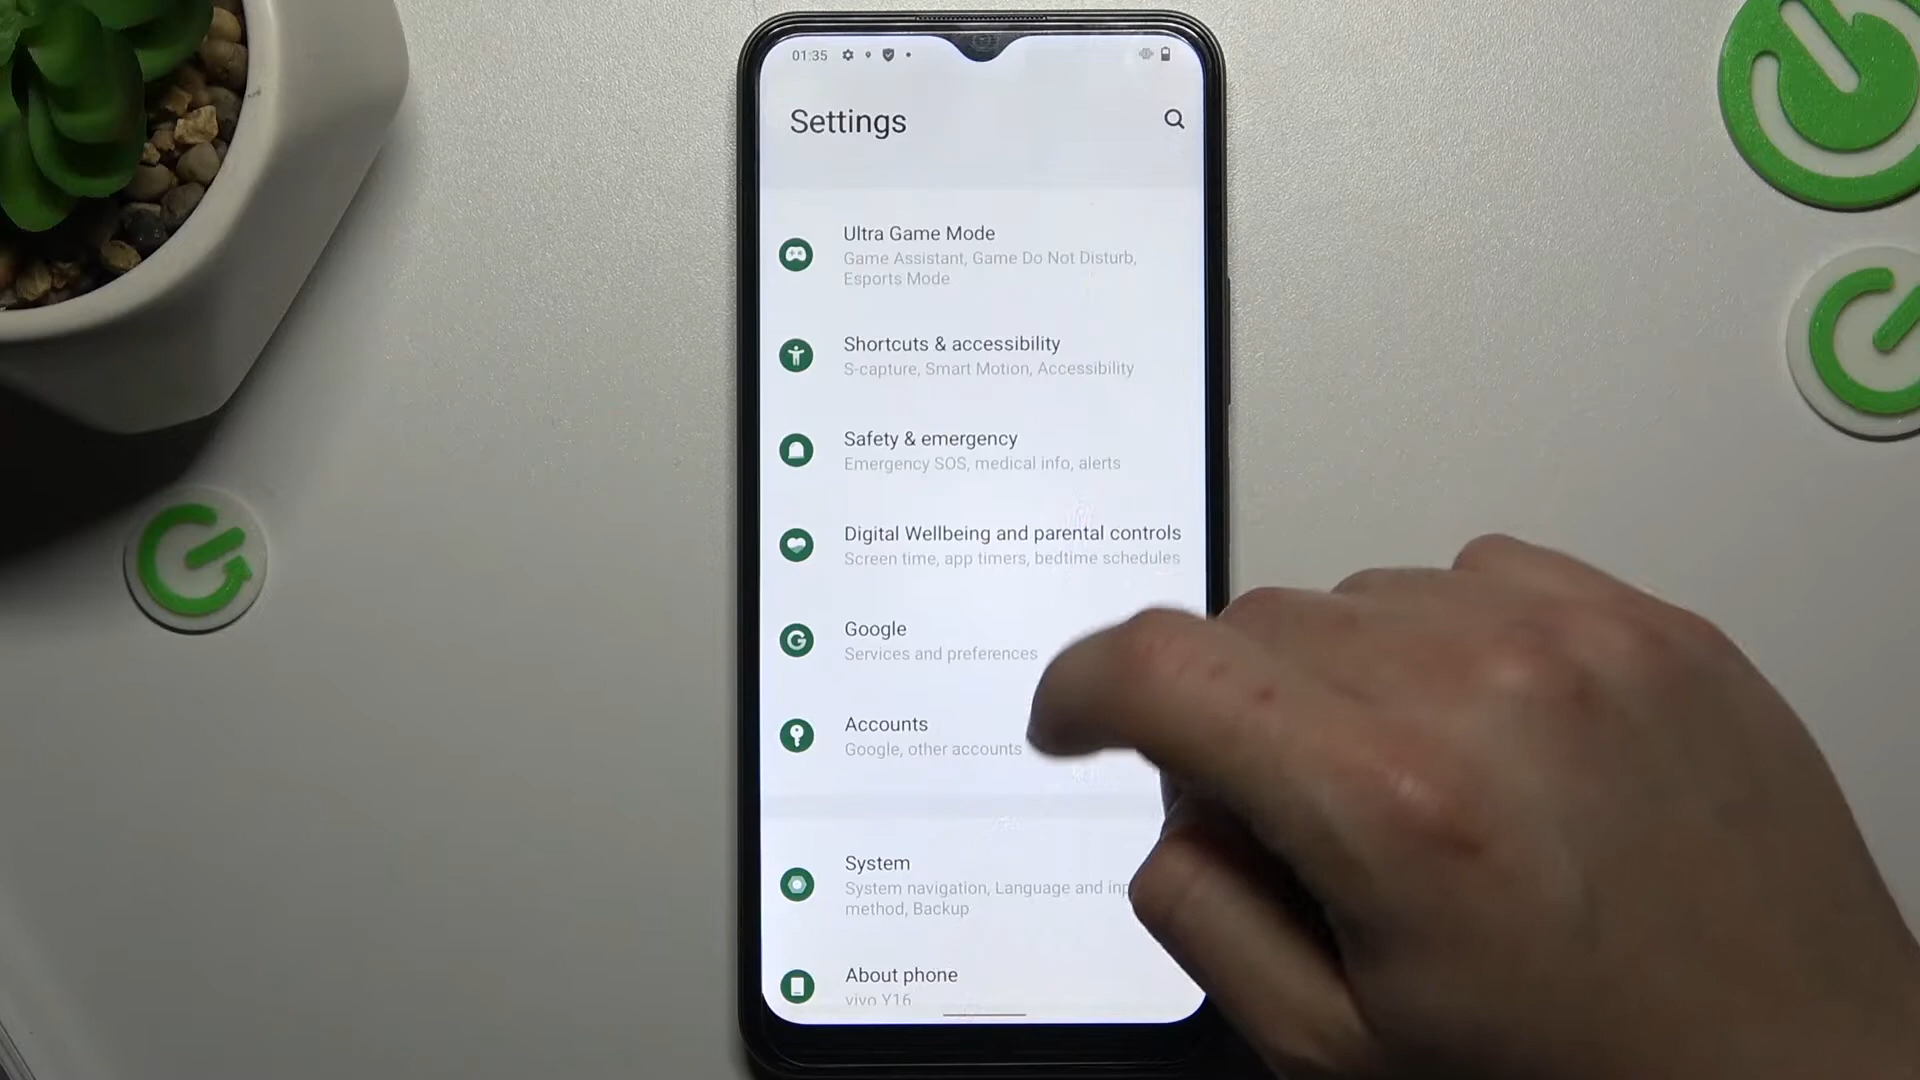 01:35
Settings
Ultra Game Mode
Game Assistant, Game Do Not Disturb,
Esports Mode
Shortcuts & accessibility
S-capture, Smart Motion, Accessibility
Safety & emergency
Emergency SOS, medical info, alerts
Digital Wellbeing and parental controls
Screen time, app timers, bedtime schedules
Google
Services and preferences
Accounts
Google, other accounts
System
System navigation, Language and inp
method, Backup
About phone
vivo Y16